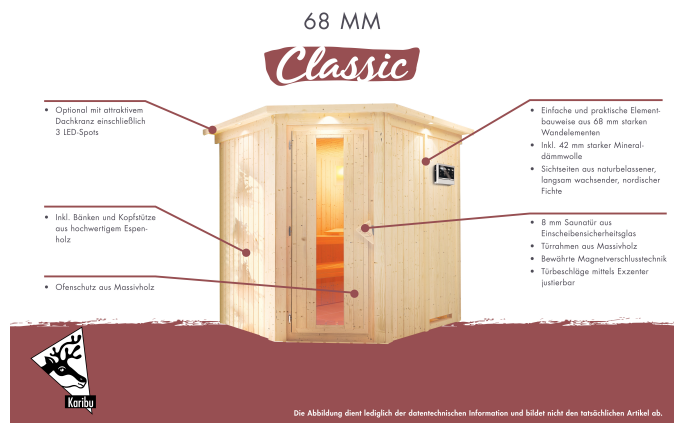 68 MM
Classic
• Optional mit attraktivem
Dachkranz einschließlich
3 LED-Spots
• Inkl. Bänken und Kopfstütze
aus hochwertigem Espen-
holz
• Ofenschutz aus Massivholz
• Einfache und praktische Element-
bauweise aus 68 mm starken
Wandelementen
• Inkl. 42 mm starker Mineral-
dämmwolle
• Sichtseiten aus naturbelassener,
langsam wachsender, nordischer
Fichte
• 8 mm Saunatür aus
Einscheibensicherheitsglas
• Türrahmen aus Massivholz
• Bewährte Magnetverschlusstechnik
• Türbeschläge mittels Exzenter
justierbar
Karibu
Die Abbildung dient lediglich der datentechnischen Information und bildet nicht den tatsächlichen Artikel ab.